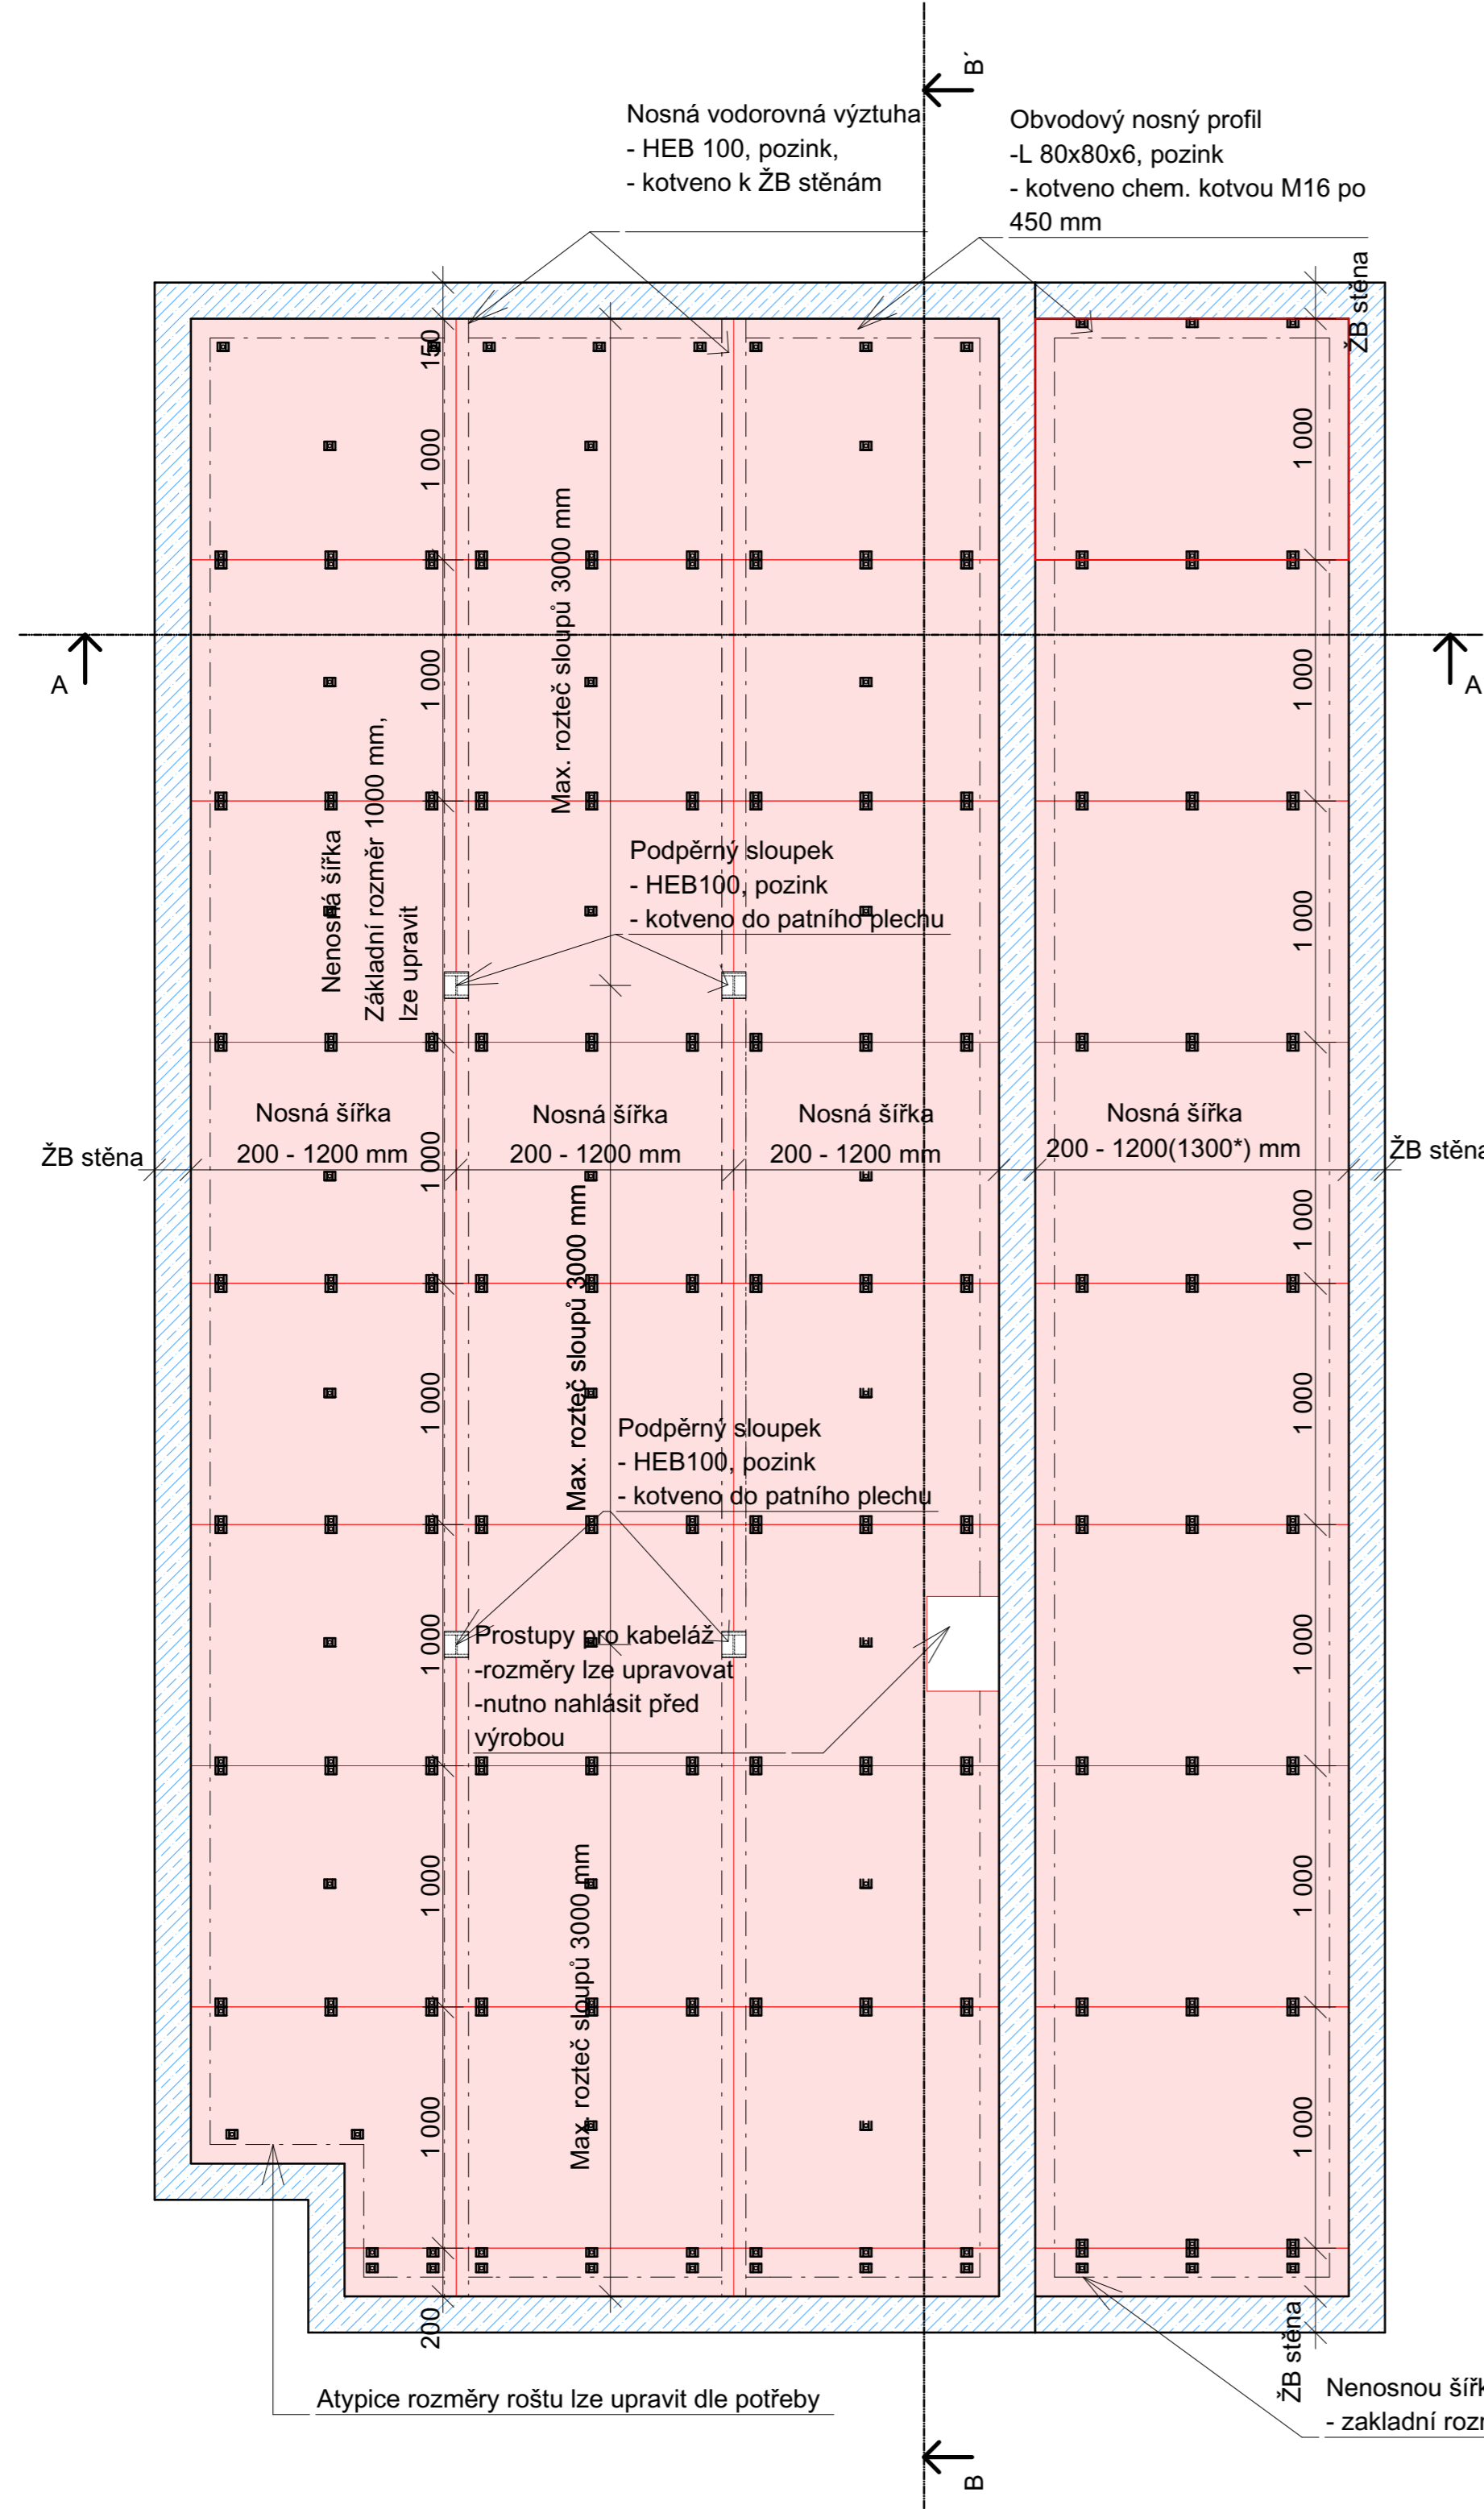 B´
Nosná vodorovná výztuha
- HEB 100, pozink,
- kotveno k ŽB stěnám
Obvodový nosný profil
-L 80x80x6, pozink
- kotveno chem. kotvou M16 po
450 mm
ŽB stěna
150
1 000
1 000
Max. rozteč sloupů 3000 mm
A
A
1 000
1 000
Nenosná šířka
Základní rozměr 1000 mm,
lze upravit
Podpěrný sloupek
- HEB100, pozink
- kotveno do patního plechu
1 000
Nosná šířka
200 - 1200 mm
Nosná šířka
200 - 1200 mm
Nosná šířka
200 - 1200 mm
Nosná šířka
200 - 1200(1300*) mm
ŽB stěna
ŽB stěna
1 000
1 000
Max. rozteč sloupů 3000 mm
1 000
1 000
Podpěrný sloupek
- HEB100, pozink
- kotveno do patního plechu
Prostupy pro kabeláž
-rozměry lze upravovat
-nutno nahlásit před
výrobou
1 000
1 000
Max. rozteč sloupů 3000 mm
1 000
1 000
1 000
1 000
200
ŽB stěna
Atypice rozměry roštu lze upravit dle potřeby
Nenosnou šířk
- zakladní rozm
B